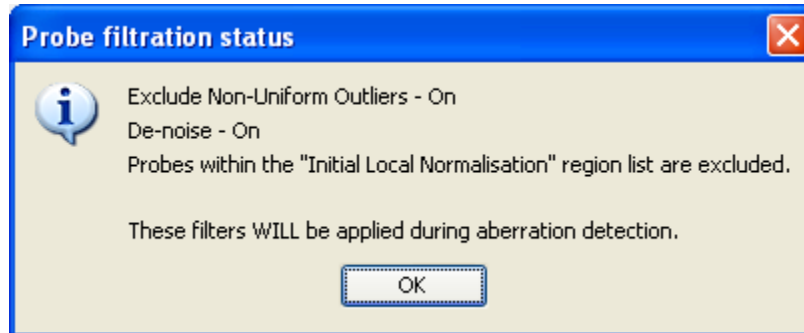 Probe filtration status
Exclude Non-Uniform Outliers - On
De-noise - On
Probes within the "Initial Local Normalisation" region list are excluded.
These filters WILL be applied during aberration detection.
OK